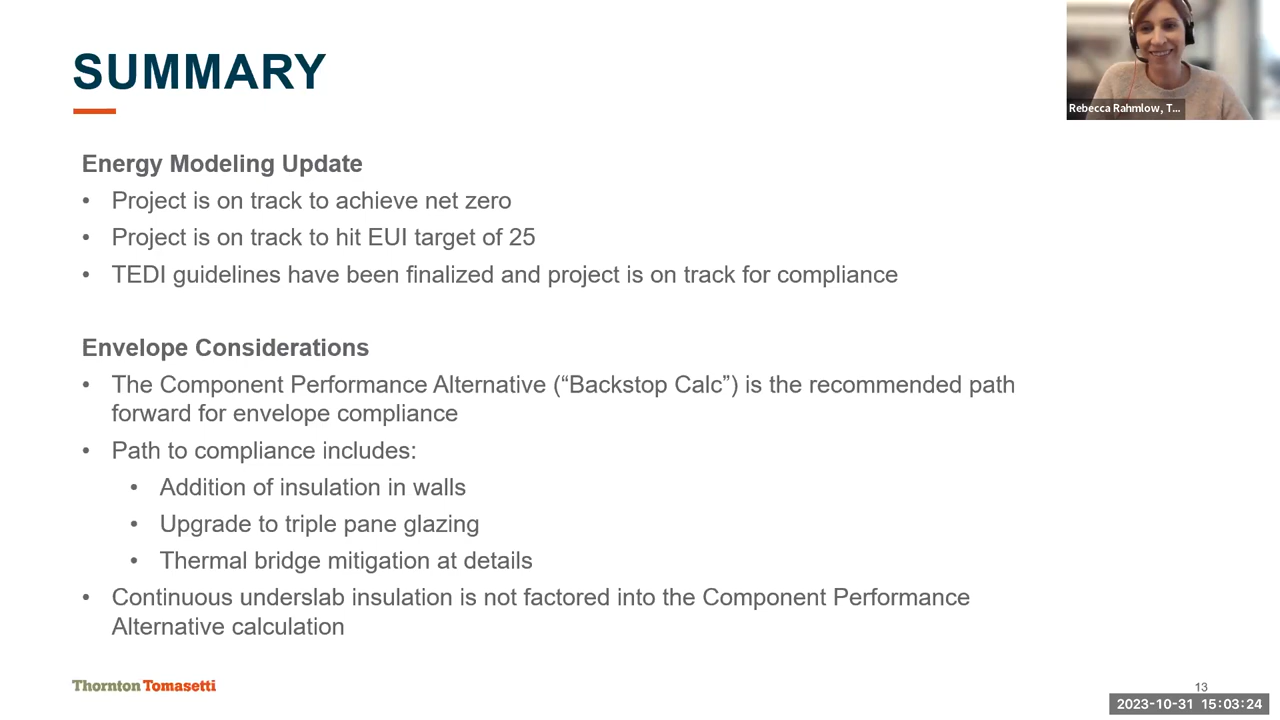 SUMMARY
Rebecca Rahmlow, T...
Energy Modeling Update
• Project is on track to achieve net zero
• Project is on track to hit EUI target of 25
• TEDI guidelines have been finalized and project is on track for compliance
Envelope Considerations
• The Component Performance Alternative (“Backstop Calc”) is the recommended path
forward for envelope compliance
• Path to compliance includes:
• Addition of insulation in walls
• Upgrade to triple pane glazing
• Thermal bridge mitigation at details
• Continuous underslab insulation is not factored into the Component Performance
Alternative calculation
Thornton Tomasetti
13
2023-10-31 15:03:24